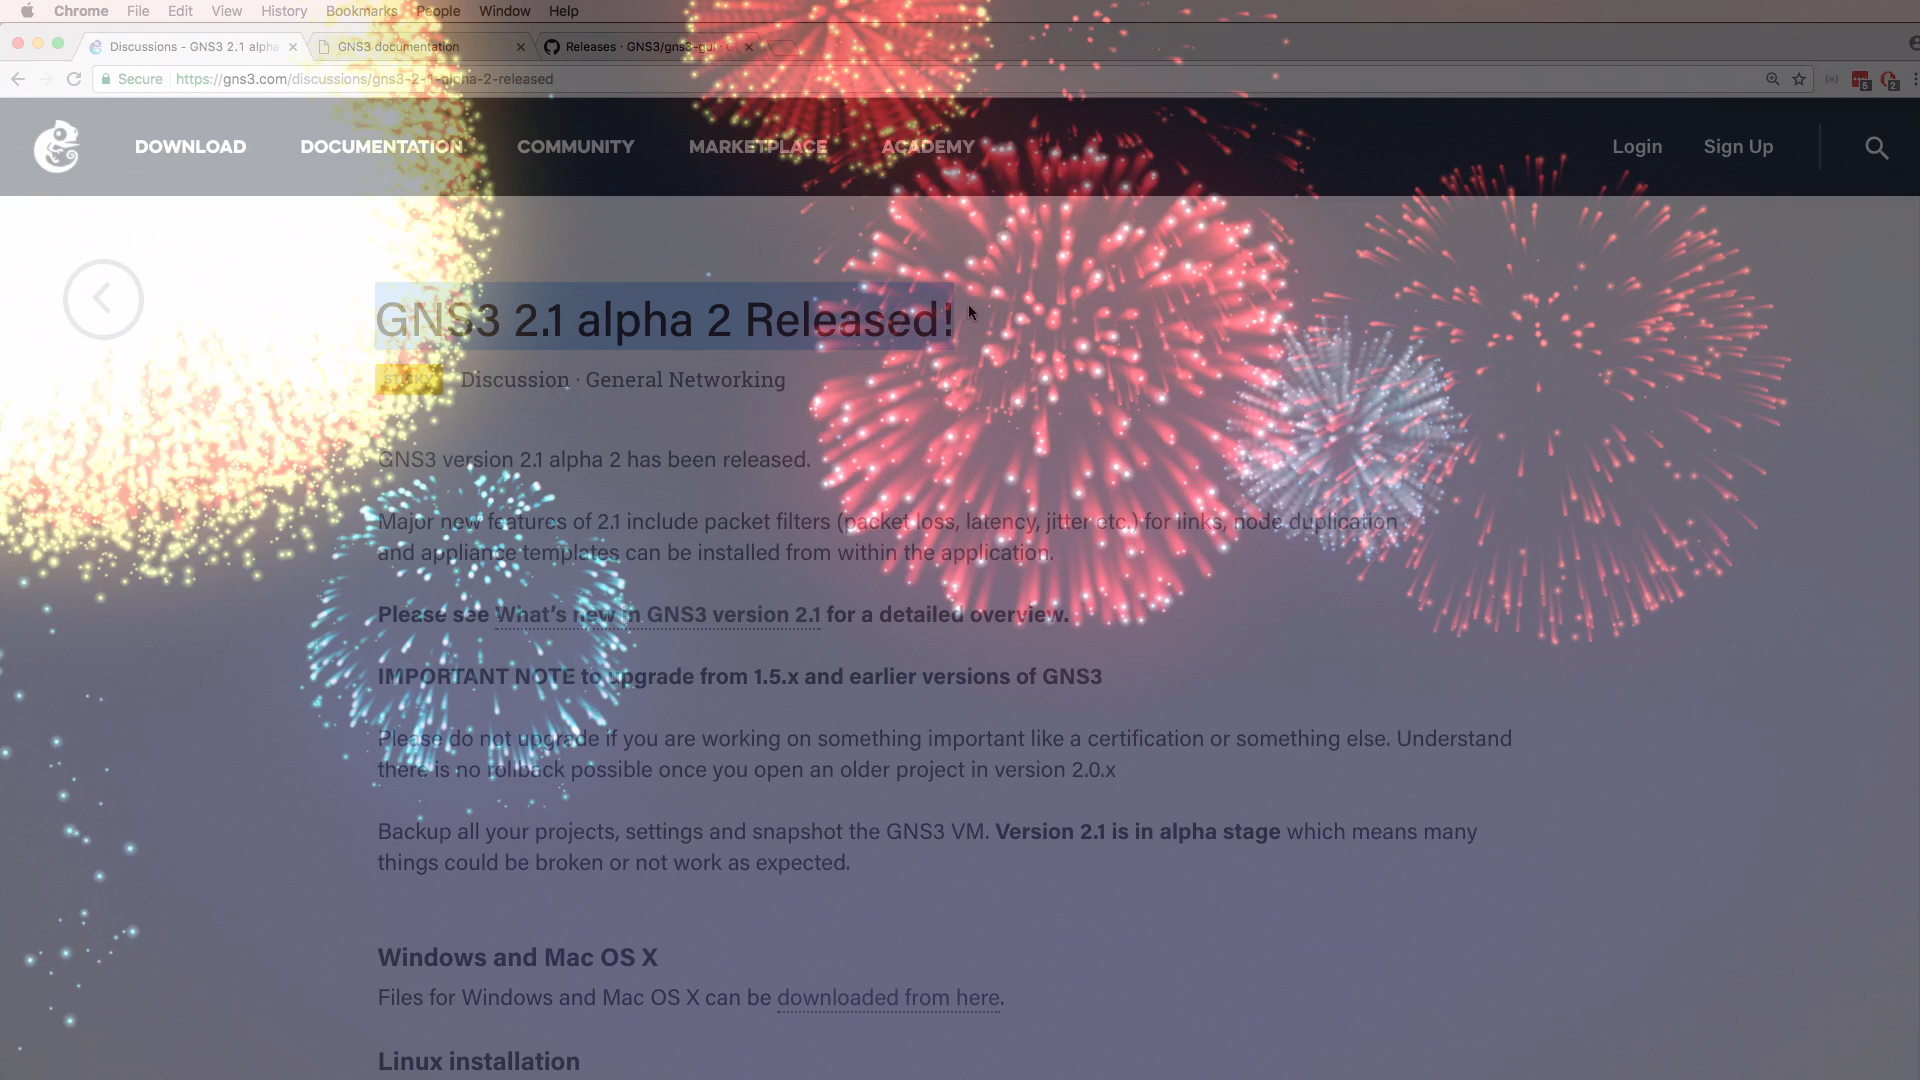 Chrome File Edit View History Bookmarks People Window Help
Discussions - GNS3 2.1 alpha
GNS3 documentation
Releases · GNS3/gns3-gui ·
Secure https://gns3.com/discussions/gns3-2-1-alpha-2-released
5
2
DOWNLOAD DOCUMENTATION COMMUNITY MARKETPLACE ACADEMY Login Sign Up
GNS3 2.1 alpha 2 Released!
STICKY Discussion · General Networking
GNS3 version 2.1 alpha 2 has been released.
Major new features of 2.1 include packet filters (packet loss, latency, jitter etc.) for links, node duplication
and appliance templates can be installed from within the application.
Please see What's new in GNS3 version 2.1 for a detailed overview.
IMPORTANT NOTE to upgrade from 1.5.x and earlier versions of GNS3
Please do not upgrade if you are working on something important like a certification or something else. Understand
there is no rollback possible once you open an older project in version 2.0.x
Backup all your projects, settings and snapshot the GNS3 VM. Version 2.1 is in alpha stage which means many
things could be broken or not work as expected.
Windows and Mac OS X
Files for Windows and Mac OS X can be downloaded from here.
Linux installation